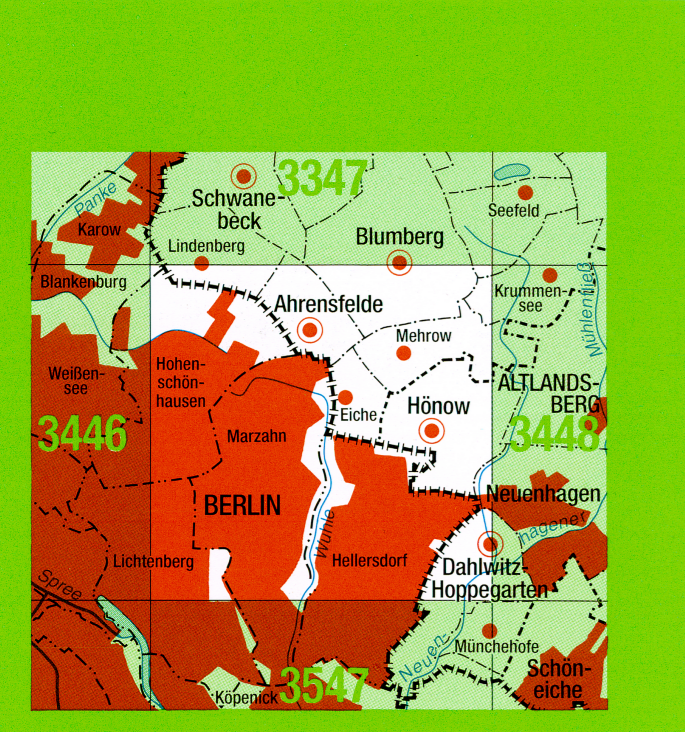 3347
Schwane-
beck
Panke
Karow
Seefeld
Lindenberg
Blumberg
Blankenburg
Krummen-
see
Mühlenfließ
Ahrensfelde
Mehrow
Weißen-
see
Hohen-
schön-
hausen
ALTLANDS-
BERG
Eiche
Hönow
3446
Marzahn
3448
BERLIN
Neuenhagen
Wuhle
hagener
Lichtenberg
Hellersdorf
Dahlwitz-
Hoppegarten
Spree
Neuen-
Münchehofe
Schön-
eiche
Köpenick
3547